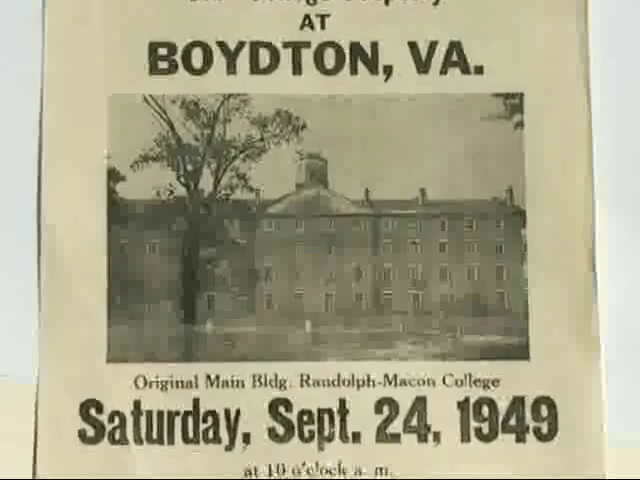 AT
BOYDTON, VA.
Original Main Bldg. Randolph-Macon College
Saturday, Sept. 24, 1949
at 10 o'clock a. m.